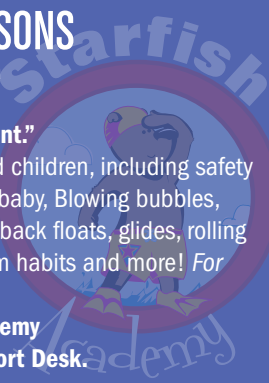 SONS
Starfish
nt.”
d children, including safety
baby, Blowing bubbles,
back floats, glides, rolling
m habits and more! For
emy
ort Desk.
Academy